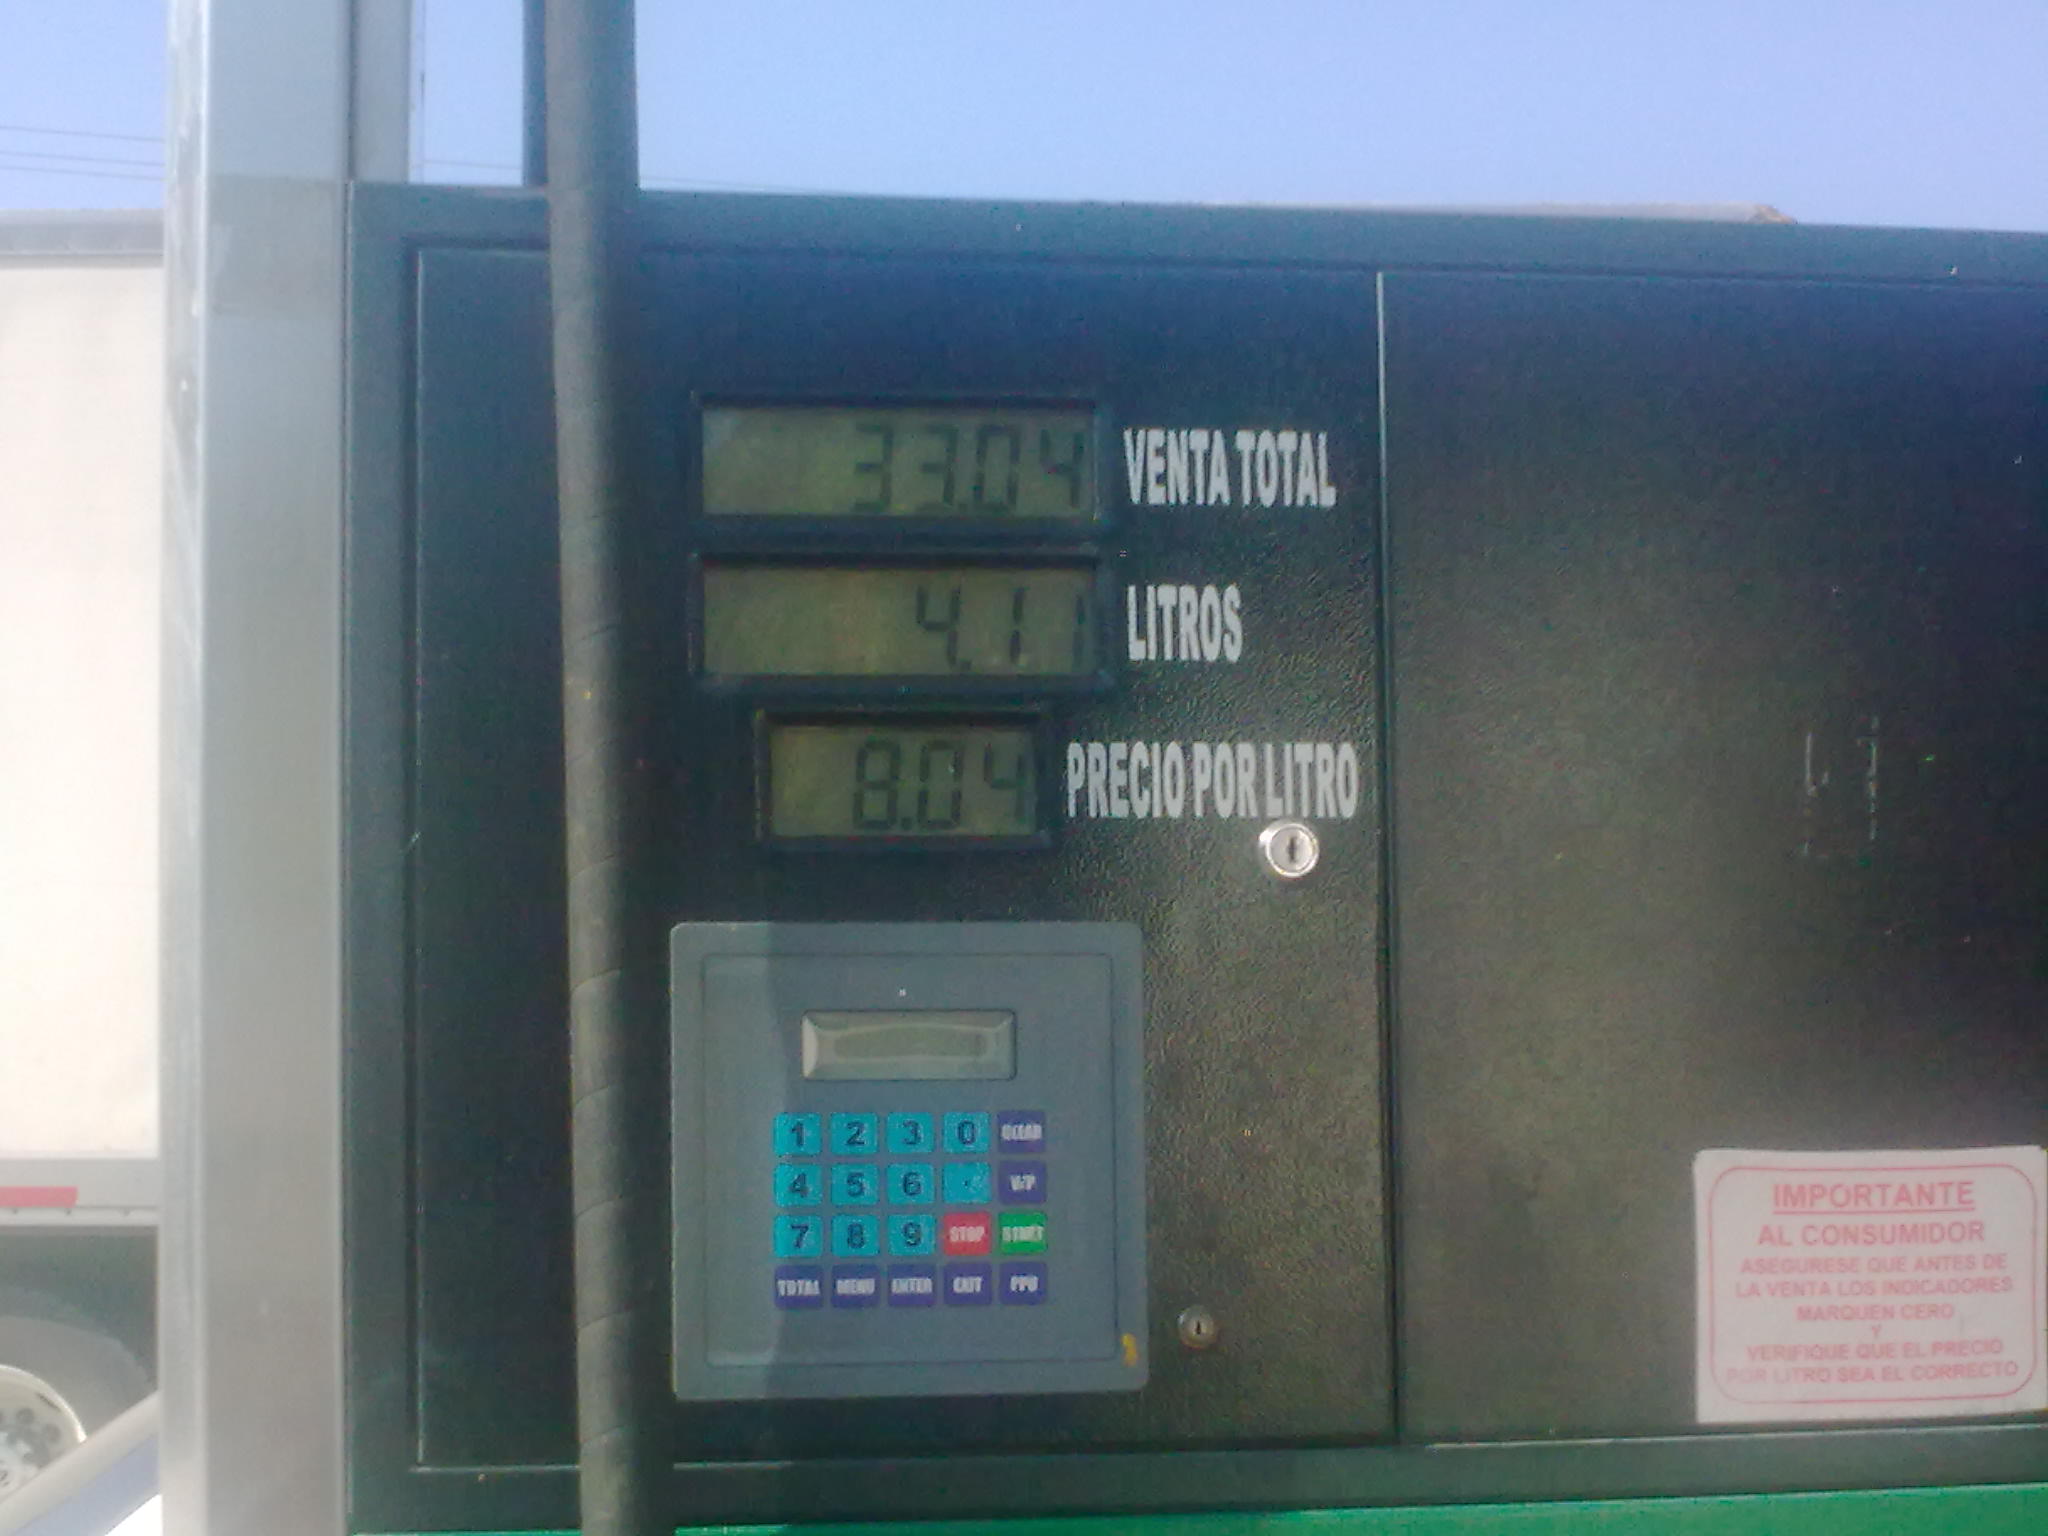 33.04 VENTA TOTAL
4.11 LITROS
8.04 PRECIO POR LITRO
1 2 3 0 CLEAR
4 5 6 . V/P
7 8 9 STOP START
TOTAL MENU ENTER EXIT PPU
IMPORTANTE
AL CONSUMIDOR
ASEGURESE QUE ANTES DE
LA VENTA LOS INDICADORES
MARQUEN CERO
Y
VERIFIQUE QUE EL PRECIO
POR LITRO SEA EL CORRECTO